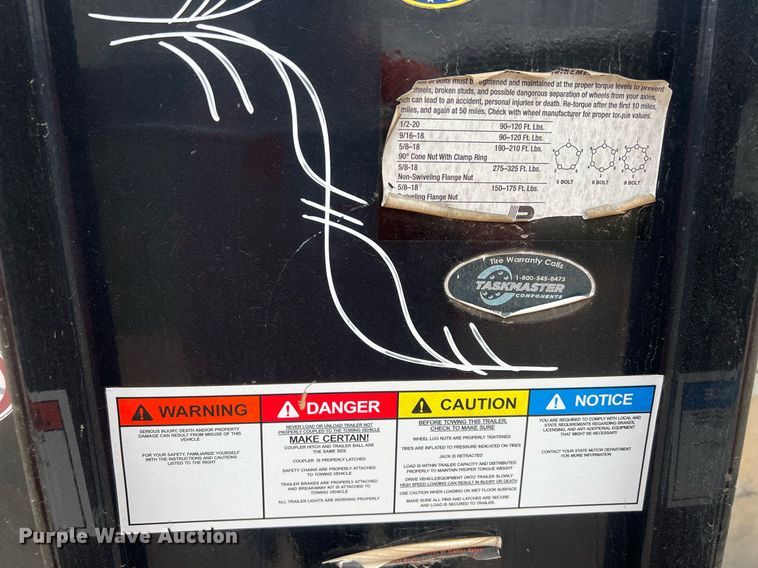 bolts must be tightened and maintained at the proper torque levels to prevent
wheels, broken studs, and possible dangerous separation of wheels from your axles,
can lead to an accident, personal injuries or death. Re-torque after the first 10 miles,
miles, and again at 50 miles. Check with wheel manufacturer for proper torque values.
1/2-20 90–120 Ft. Lbs.
9/16–18 90–120 Ft. Lbs.
5/8–18 190–210 Ft. Lbs.
90° Cone Nut With Clamp Ring
5/8–18 275–325 Ft. Lbs.
Non-Swiveling Flange Nut
5/8–18 150–175 Ft. Lbs.
Swiveling Flange Nut
5 BOLT 6 BOLT 8 BOLT
Tire Warranty Calls
1-800-545-8473
TASKMASTER
COMPONENTS
WARNING
SERIOUS INJURY, DEATH AND/OR PROPERTY
DAMAGE CAN RESULT FROM MISUSE OF THIS
VEHICLE
FOR YOUR SAFETY, FAMILIARIZE YOURSELF
WITH THE INSTRUCTIONS AND CAUTIONS
LISTED TO THE RIGHT
DANGER
NEVER LOAD OR UNLOAD TRAILER NOT
PROPERLY COUPLED TO THE TOWING VEHICLE
MAKE CERTAIN!
COUPLER HITCH AND TRAILER BALL ARE
THE SAME SIZE
COUPLER IS PROPERLY LATCHED
SAFETY CHAINS ARE PROPERLY ATTACHED
TO TOWING VEHICLE
TRAILER BRAKES ARE PROPERLY ATTACHED
AND BREAKAWAY KIT IS ATTACHED TO
TOWING VEHICLE
ALL TRAILER LIGHTS ARE WORKING PROPERLY
CAUTION
BEFORE TOWING THIS TRAILER,
CHECK TO MAKE SURE
WHEEL LUG NUTS ARE PROPERLY TIGHTENED
TIRES ARE INFLATED TO PRESSURE INDICATED ON TIRES
JACK IS RETRACTED
LOAD IS WITHIN TRAILER CAPACITY AND DISTRIBUTED
PROPERLY TO MAINTAIN PROPER TONGUE WEIGHT
DRIVE VEHICLE/EQUIPMENT ONTO TRAILER SLOWLY
HIGH SPEED LOADING CAN RESULT IN INJURY OR DEATH
USE CAUTION WHEN LOADING ON WET FLOOR SURFACE
MAKE SURE ALL PINS AND LATCHES ARE SECURE
AND LOAD IS SECURED TO TRAILER.
NOTICE
YOU ARE REQUIRED TO COMPLY WITH LOCAL AND
STATE REQUIREMENTS REGARDING BRAKES,
LICENSING, AND ANY ADDITIONAL EQUIPMENT
THAT MIGHT BE NECESSARY
CONTACT YOUR STATE MOTOR DEPARTMENT
FOR MORE INFORMATION
Purple Wave Auction